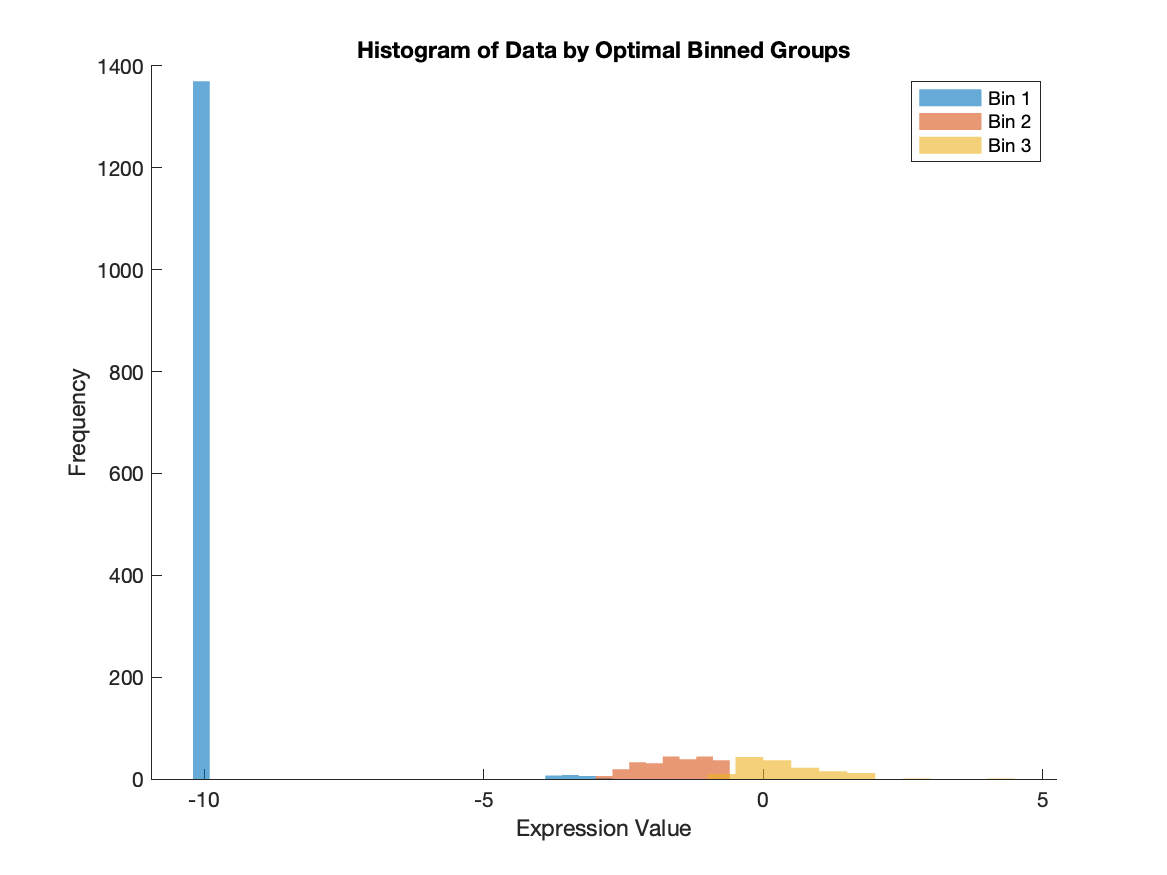 Histogram of Data by Optimal Binned Groups
1400
1200
1000
800
600
400
200
0
Frequency
-10
-5
0
5
Expression Value
Bin 1
Bin 2
Bin 3